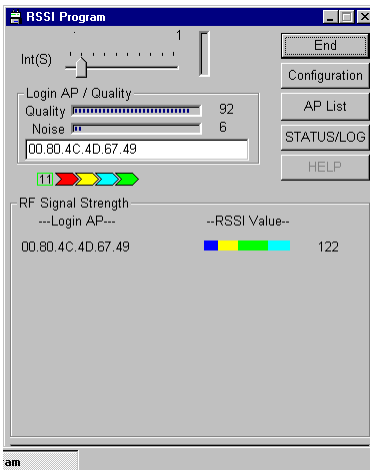 RSSI Program
1
Int(S)
End
Configuration
AP List
STATUS/LOG
HELP
Login AP / Quality
Quality 92
Noise 6
00.80.4C.4D.67.49
11
RF Signal Strength
---Login AP--- --RSSI Value--
00.80.4C.4D.67.49 122
am